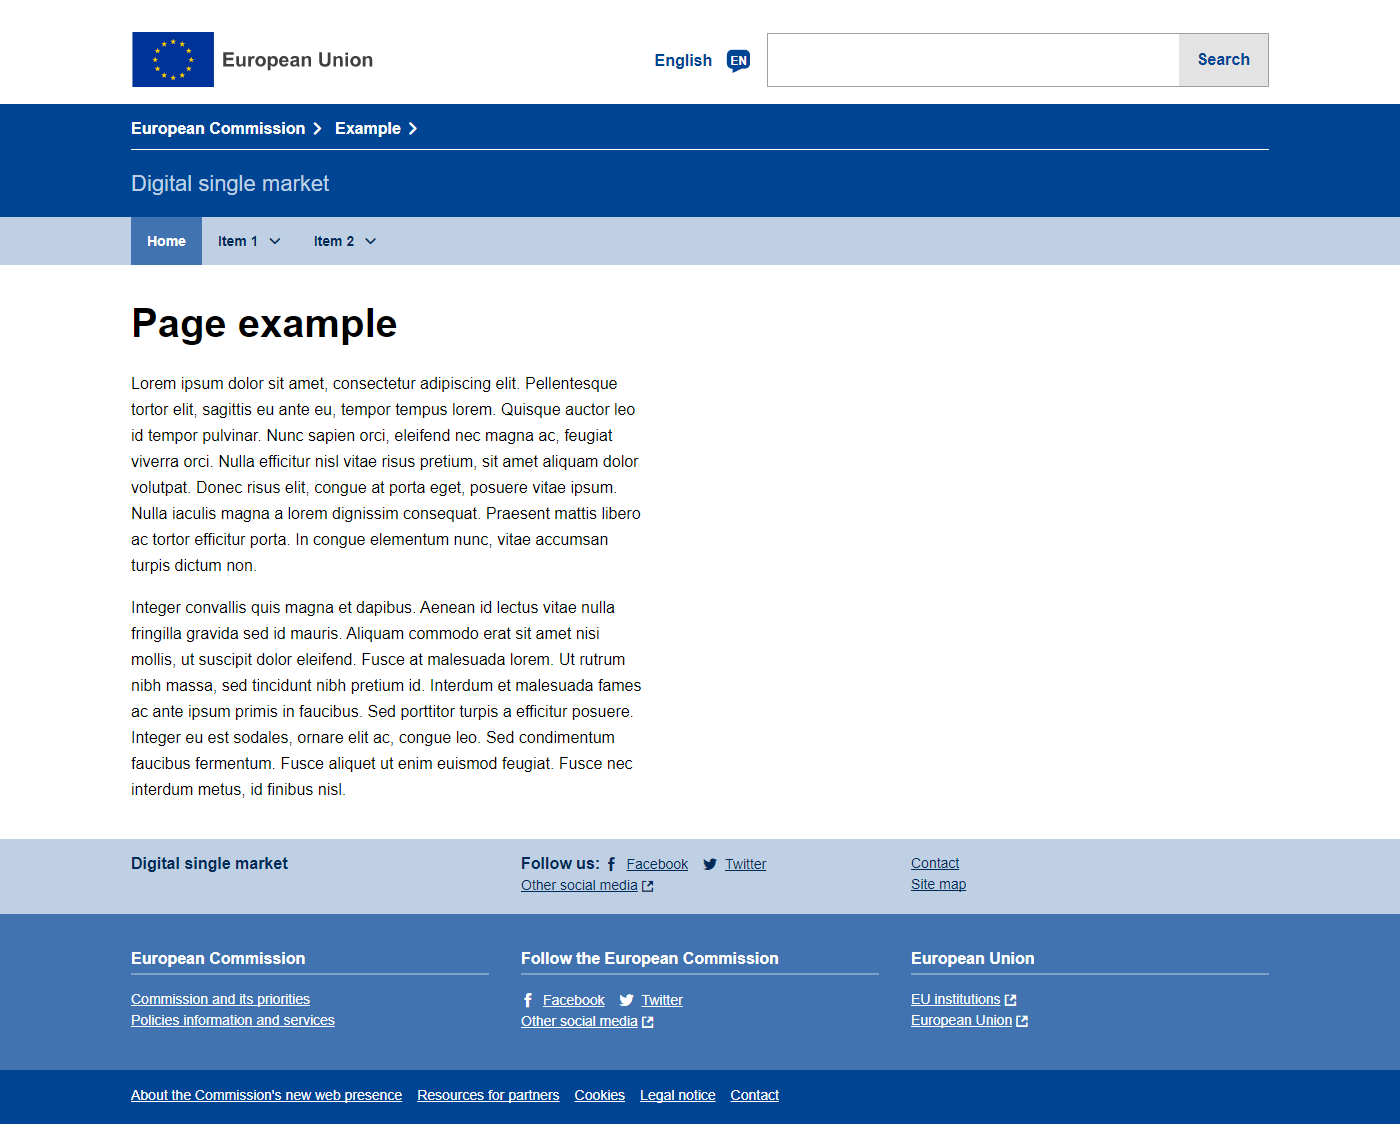 European Union
English EN Search
European Commission Example
Digital single market
Home Item 1 Item 2
Page example
Lorem ipsum dolor sit amet, consectetur adipiscing elit. Pellentesque
tortor elit, sagittis eu ante eu, tempor tempus lorem. Quisque auctor leo
id tempor pulvinar. Nunc sapien orci, eleifend nec magna ac, feugiat
viverra orci. Nulla efficitur nisl vitae risus pretium, sit amet aliquam dolor
volutpat. Donec risus elit, congue at porta eget, posuere vitae ipsum.
Nulla iaculis magna a lorem dignissim consequat. Praesent mattis libero
ac tortor efficitur porta. In congue elementum nunc, vitae accumsan
turpis dictum non.
Integer convallis quis magna et dapibus. Aenean id lectus vitae nulla
fringilla gravida sed id mauris. Aliquam commodo erat sit amet nisi
mollis, ut suscipit dolor eleifend. Fusce at malesuada lorem. Ut rutrum
nibh massa, sed tincidunt nibh pretium id. Interdum et malesuada fames
ac ante ipsum primis in faucibus. Sed porttitor turpis a efficitur posuere.
Integer eu est sodales, ornare elit ac, congue leo. Sed condimentum
faucibus fermentum. Fusce aliquet ut enim euismod feugiat. Fusce nec
interdum metus, id finibus nisl.
Digital single market
Follow us: Facebook Twitter
Other social media
Contact
Site map
European Commission
Commission and its priorities
Policies information and services
Follow the European Commission
Facebook Twitter
Other social media
European Union
EU institutions
European Union
About the Commission's new web presence Resources for partners Cookies Legal notice Contact